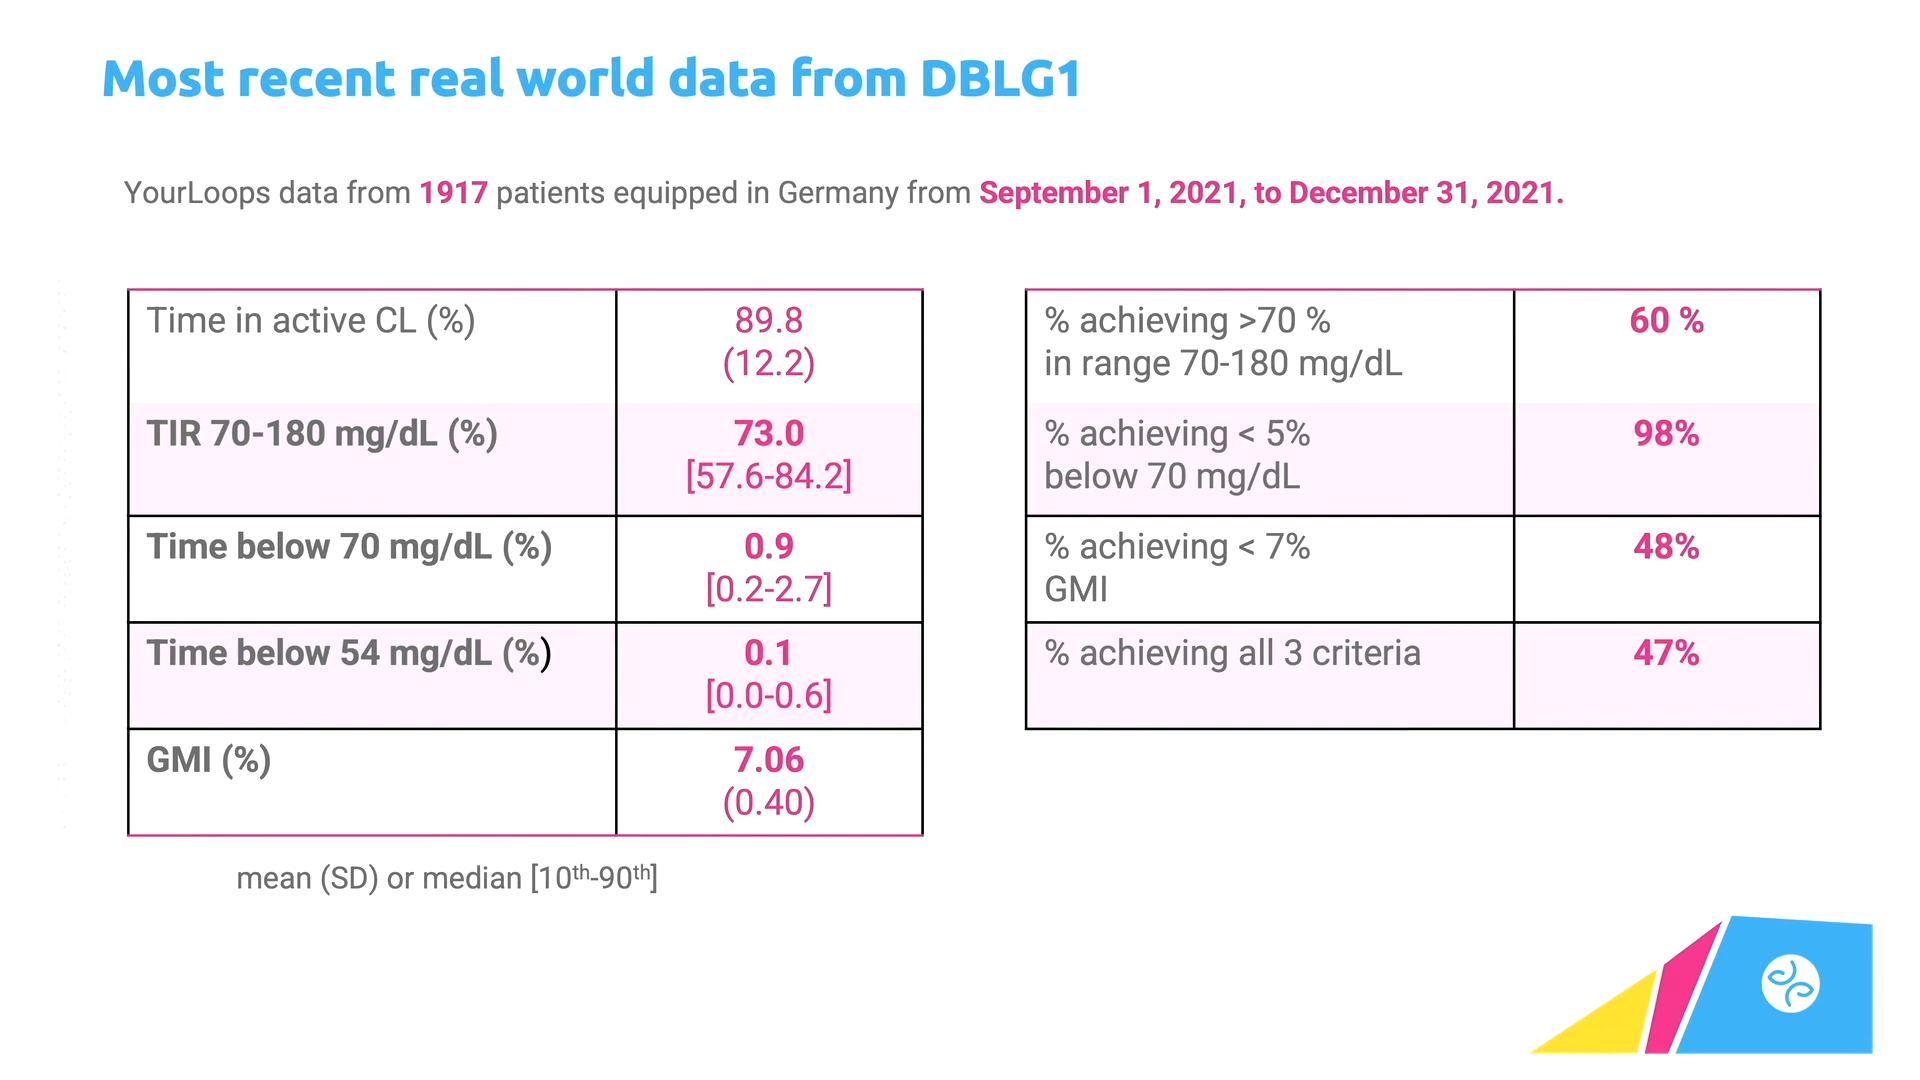 Most recent real world data from DBLG1
YourLoops data from 1917 patients equipped in Germany from September 1, 2021, to December 31, 2021.
Time in active CL (%)
89.8
(12.2)
TIR 70-180 mg/dL (%)
73.0
[57.6-84.2]
Time below 70 mg/dL (%)
0.9
[0.2-2.7]
Time below 54 mg/dL (%)
0.1
[0.0-0.6]
GMI (%)
7.06
(0.40)
mean (SD) or median [10th-90th]
% achieving >70 %
in range 70-180 mg/dL
60 %
% achieving < 5%
below 70 mg/dL
98%
% achieving < 7%
GMI
48%
% achieving all 3 criteria
47%